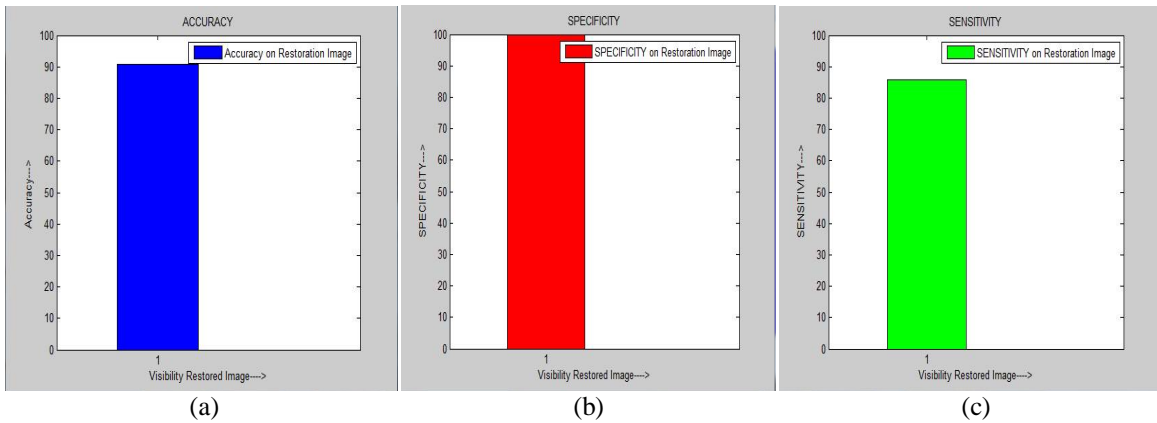 ACCURACY
100
90
80
70
60
50
40
30
20
10
0
Accuracy--->
Accuracy on Restoration Image
1
Visibility Restored Image---->
(a)
SPECIFICITY
100
90
80
70
60
50
40
30
20
10
0
SPECIFICITY--->
SPECIFICITY on Restoration Image
1
Visibility Restored Image---->
(b)
SENSITIVITY
100
90
80
70
60
50
40
30
20
10
0
SENSITIVITY--->
SENSITIVITY on Restoration Image
1
Visibility Restored Image---->
(c)